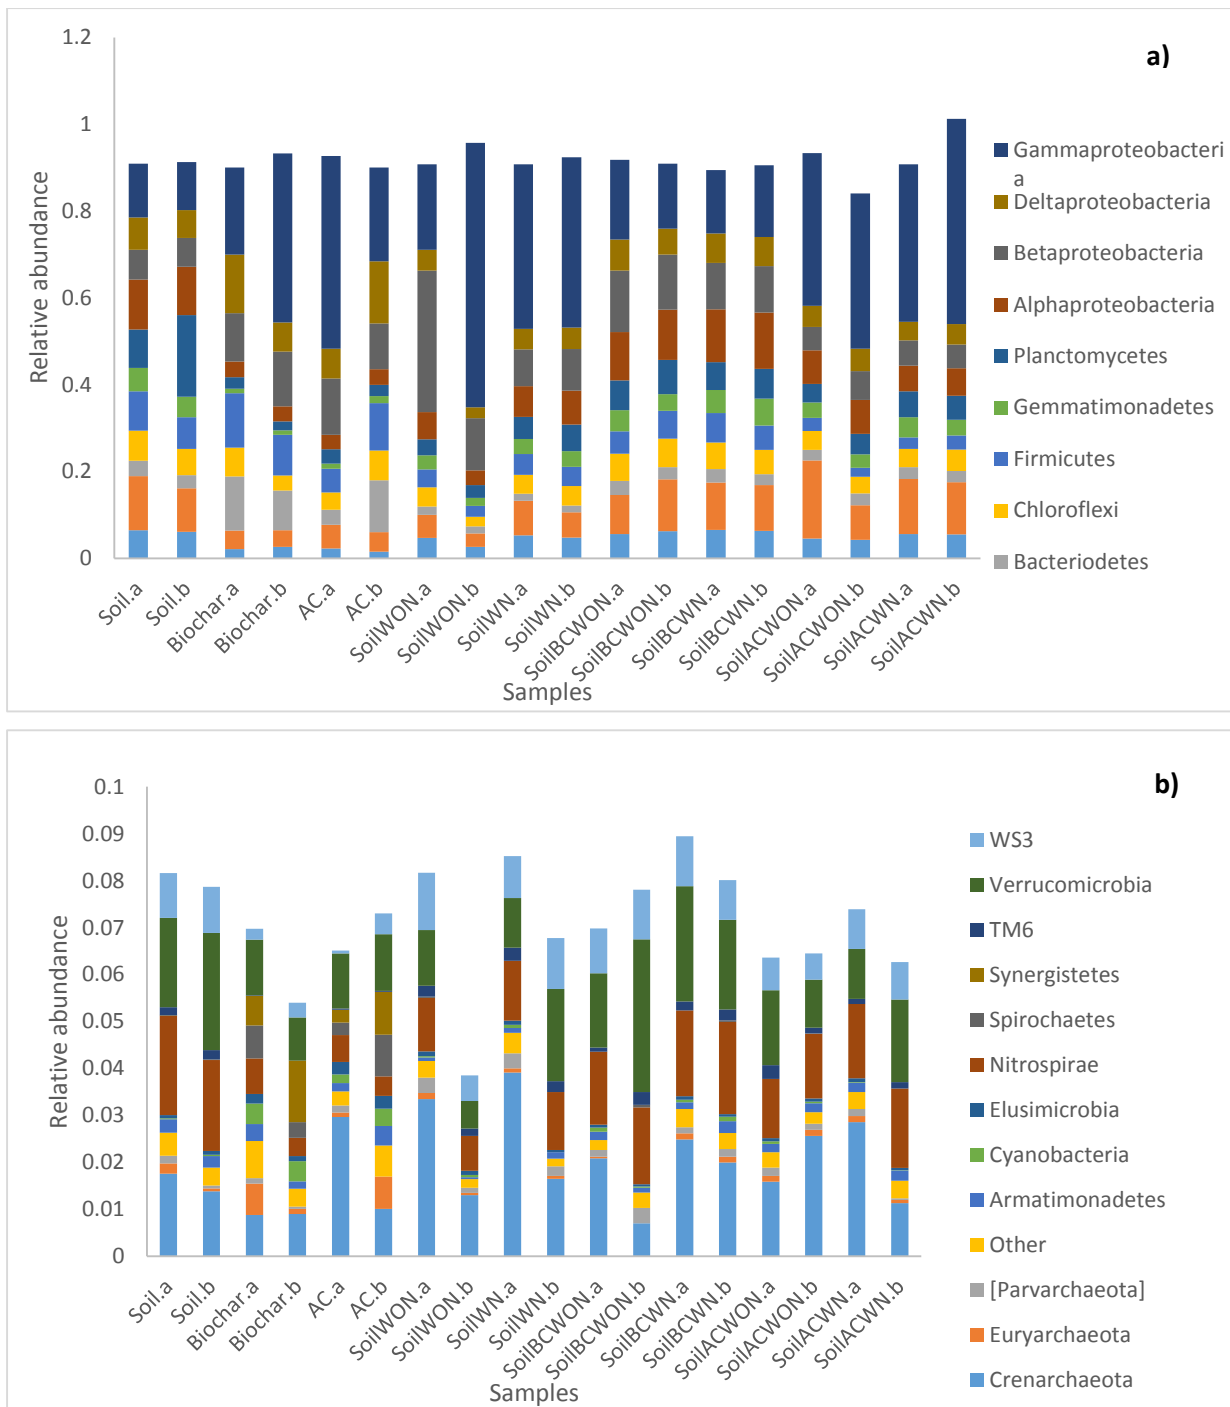 a)
1.2
1
0.8
0.6
0.4
0.2
0
Relative abundance
Soil.a
Soil.b
Biochar.a
Biochar.b
AC.a
AC.b
SoilWON.a
SoilWON.b
SoilWN.a
SoilWN.b
SoilBCWON.a
SoilBCWON.b
SoilBCWN.a
SoilBCWN.b
SoilACWON.a
SoilACWON.b
SoilACWN.a
SoilACWN.b
Samples
Gammaproteobacteri
a
Deltaproteobacteria
Betaproteobacteria
Alphaproteobacteria
Planctomycetes
Gemmatimonadetes
Firmicutes
Chloroflexi
Bacteriodetes
b)
0.1
0.09
0.08
0.07
0.06
0.05
0.04
0.03
0.02
0.01
0
Relative abundance
Soil.a
Soil.b
Biochar.a
Biochar.b
AC.a
AC.b
SoilWON.a
SoilWON.b
SoilWN.a
SoilWN.b
SoilBCWON.a
SoilBCWON.b
SoilBCWN.a
SoilBCWN.b
SoilACWON.a
SoilACWON.b
SoilACWN.a
SoilACWN.b
Samples
WS3
Verrucomicrobia
TM6
Synergistetes
Spirochaetes
Nitrospirae
Elusimicrobia
Cyanobacteria
Armatimonadetes
Other
[Parvarchaeota]
Euryarchaeota
Crenarchaeota